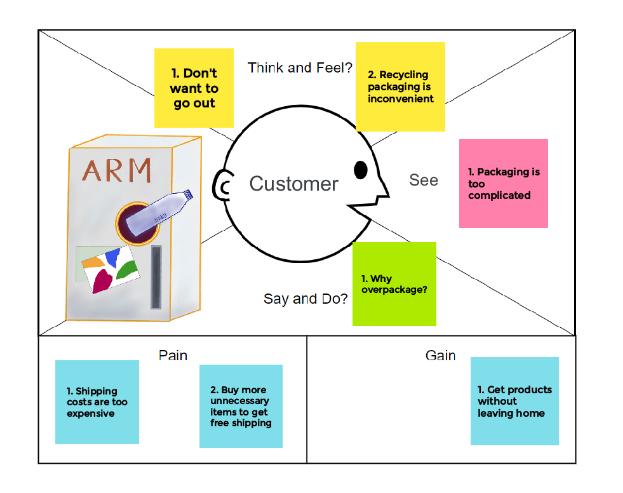 Think and Feel?
1. Don't
want to
go out
2. Recycling
packaging is
inconvenient
ARM
Customer
See
1. Packaging is
too
complicated
Say and Do?
1. Why
overpackage?
Pain
1. Shipping
costs are too
expensive
2. Buy more
unnecessary
items to get
free shipping
Gain
1. Get products
without
leaving home